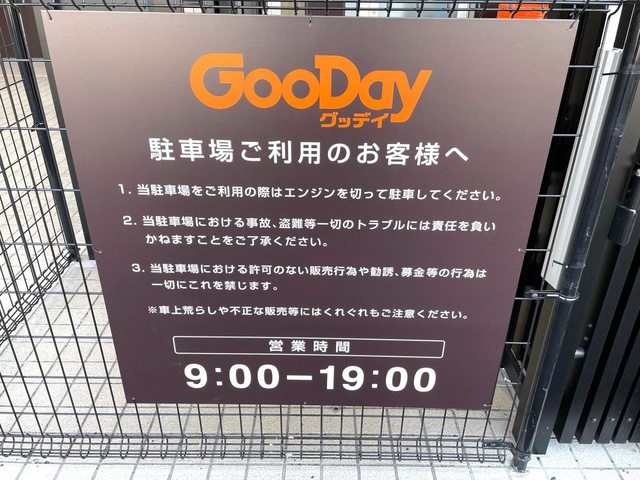 GooDay
グッデイ
駐車場ご利用のお客様へ
1. 当駐車場をご利用の際はエンジンを切って駐車してください。
2. 当駐車場における事故、盗難等一切のトラブルには責任を負い
かねますことをご了承ください。
3. 当駐車場における許可のない販売行為や勧誘、募金等の行為は
一切にこれを禁じます。
※車上荒らしや不正な販売等にはくれぐれもご注意ください。
営業時間
9:00−19:00